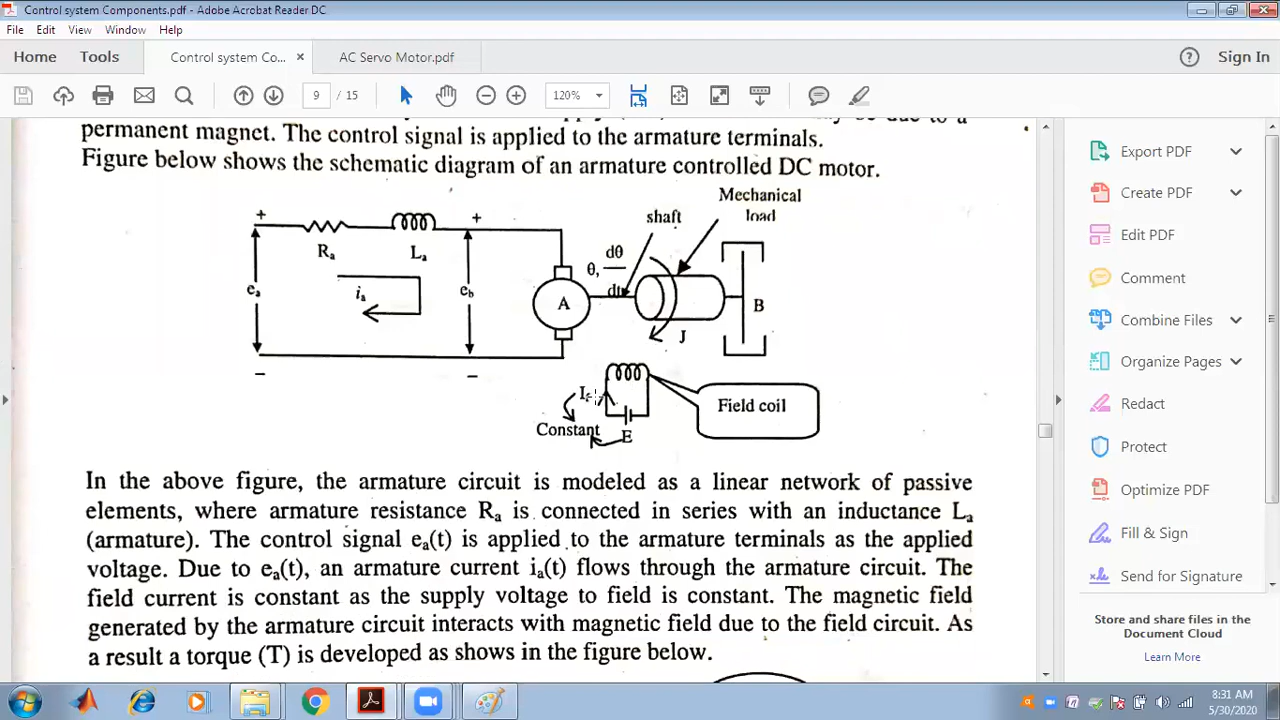 Control system Components.pdf - Adobe Acrobat Reader DC
File Edit View Window Help
Home Tools Control system Co... × AC Servo Motor.pdf ? Sign In
9 / 15 120%
permanent magnet. The control signal is applied to the armature terminals.
Figure below shows the schematic diagram of an armature controlled DC motor.
Mechanical
load
shaft
+ +
Ra La
θ, dθ
dt
ea ia eb A B
J
− −
Constant E
Field coil
In the above figure, the armature circuit is modeled as a linear network of passive
elements, where armature resistance Ra is connected in series with an inductance La
(armature). The control signal ea(t) is applied to the armature terminals as the applied
voltage. Due to ea(t), an armature current ia(t) flows through the armature circuit. The
field current is constant as the supply voltage to field is constant. The magnetic field
generated by the armature circuit interacts with magnetic field due to the field circuit. As
a result a torque (T) is developed as shows in the figure below.
Export PDF
Create PDF
Edit PDF
Comment
Combine Files
Organize Pages
Redact
Protect
Optimize PDF
Fill & Sign
Send for Signature
Store and share files in the
Document Cloud
Learn More
8:31 AM
5/30/2020